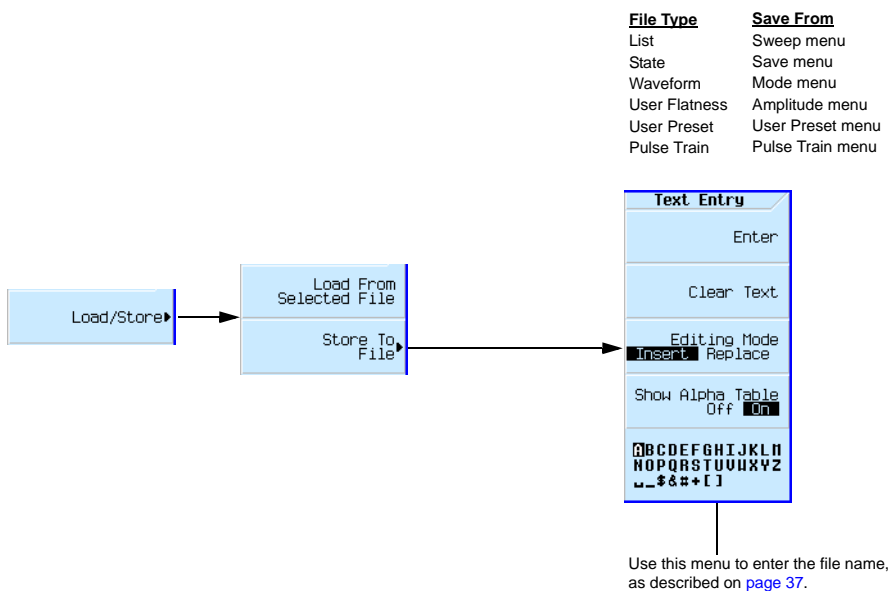 File Type Save From
List Sweep menu
State Save menu
Waveform Mode menu
User Flatness Amplitude menu
User Preset User Preset menu
Pulse Train Pulse Train menu
Load/Store
Load From
Selected File
Store To
File
Text Entry
Enter
Clear Text
Editing Mode
Insert Replace
Show Alpha Table
Off On
ABCDEFGHIJKLM
NOPQRSTUVWXYZ
␣_$&#+[]
Use this menu to enter the file name,
as described on page 37.